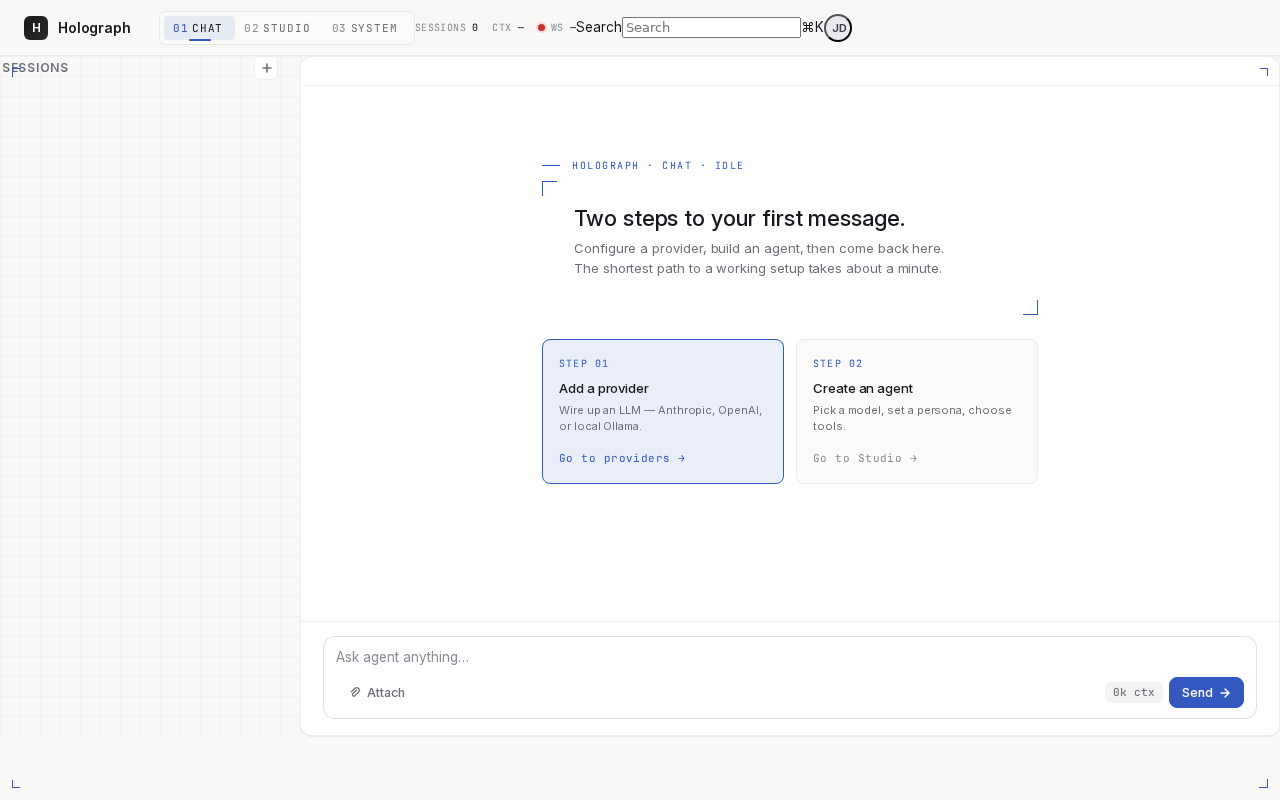 H Holograph 01 CHAT 02 STUDIO 03 SYSTEM SESSIONS 0 CTX — WS — Search Search ⌘K JD
SESSIONS +
HOLOGRAPH · CHAT · IDLE
Two steps to your first message.
Configure a provider, build an agent, then come back here.
The shortest path to a working setup takes about a minute.
STEP 01
Add a provider
Wire up an LLM — Anthropic, OpenAI,
or local Ollama.
Go to providers →
STEP 02
Create an agent
Pick a model, set a persona, choose
tools.
Go to Studio →
Ask agent anything…
Attach 0k ctx Send →